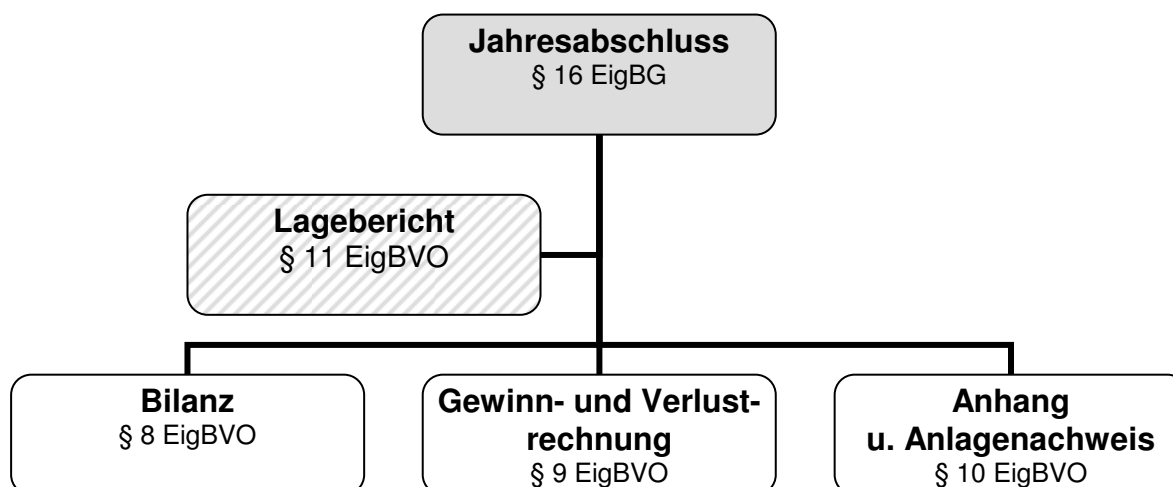 Jahresabschluss
§ 16 EigBG
Lagebericht
§ 11 EigBVO
Bilanz
§ 8 EigBVO
Gewinn- und Verlust-
rechnung
§ 9 EigBVO
Anhang
u. Anlagenachweis
§ 10 EigBVO